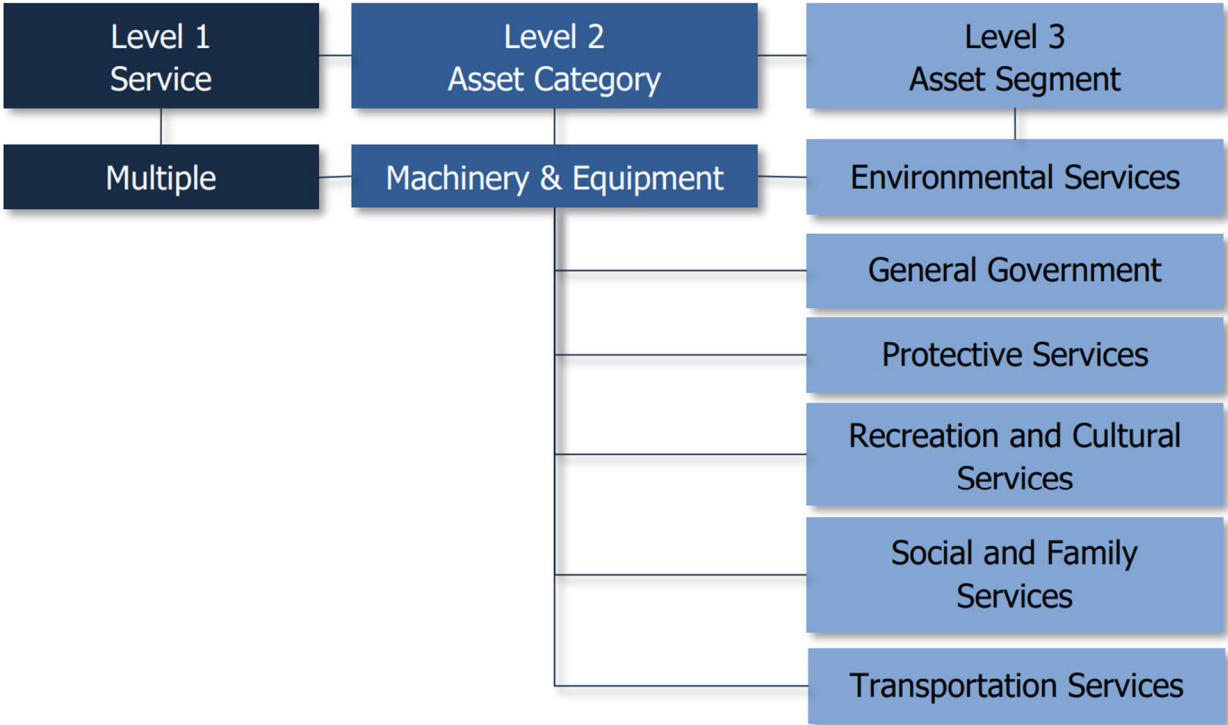 Level 1
Service
Level 2
Asset Category
Level 3
Asset Segment
Multiple
Machinery & Equipment
Environmental Services
General Government
Protective Services
Recreation and Cultural
Services
Social and Family
Services
Transportation Services